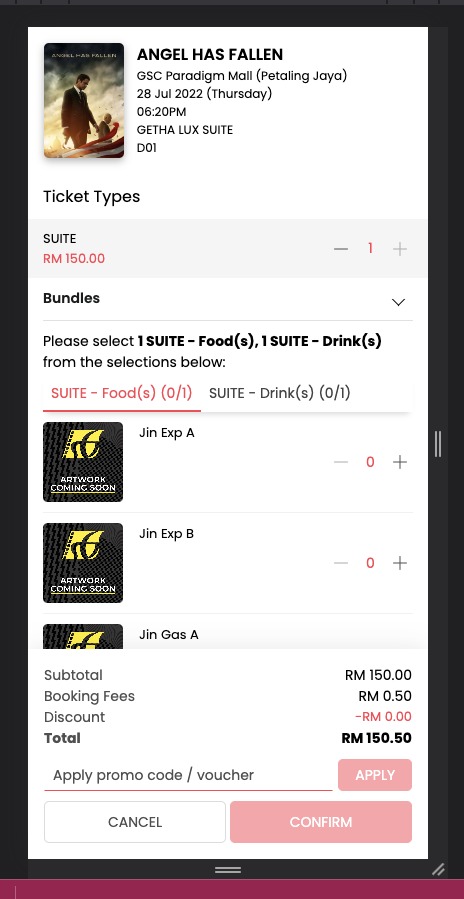 ANGEL HAS FALLEN
ANGEL HAS FALLEN
GSC Paradigm Mall (Petaling Jaya)
28 Jul 2022 (Thursday)
06:20PM
GETHA LUX SUITE
D01
Ticket Types
SUITE
RM 150.00
1
Bundles
Please select 1 SUITE - Food(s), 1 SUITE - Drink(s)
from the selections below:
SUITE - Food(s) (0/1) SUITE - Drink(s) (0/1)
Jin Exp A
0
ARTWORK
COMING SOON
Jin Exp B
0
ARTWORK
COMING SOON
Jin Gas A
Subtotal RM 150.00
Booking Fees RM 0.50
Discount -RM 0.00
Total RM 150.50
Apply promo code / voucher APPLY
CANCEL CONFIRM